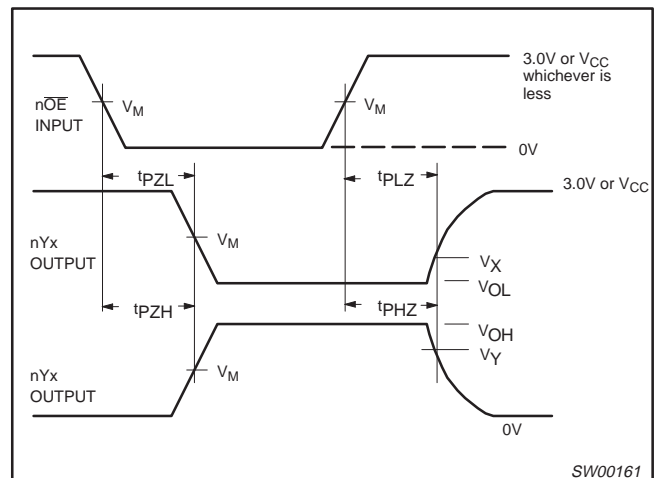 3.0V or VCC
whichever is
less
nOE
INPUT
VM
VM
0V
tPZL
tPLZ
3.0V or VCC
nYx
OUTPUT
VM
VX
VOL
tPZH
tPHZ
VOH
VY
nYx
OUTPUT
VM
0V
SW00161